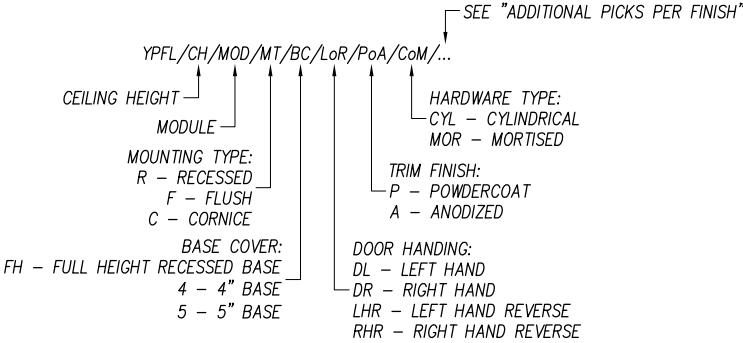 SEE "ADDITIONAL PICKS PER FINISH"
YPFL/CH/MOD/MT/BC/LoR/PoA/CoM/...
CEILING HEIGHT
MODULE
MOUNTING TYPE:
R – RECESSED
F – FLUSH
C – CORNICE
BASE COVER:
FH – FULL HEIGHT RECESSED BASE
4 – 4" BASE
5 – 5" BASE
HARDWARE TYPE:
CYL – CYLINDRICAL
MOR – MORTISED
TRIM FINISH:
P – POWDERCOAT
A – ANODIZED
DOOR HANDING:
DL – LEFT HAND
DR – RIGHT HAND
LHR – LEFT HAND REVERSE
RHR – RIGHT HAND REVERSE